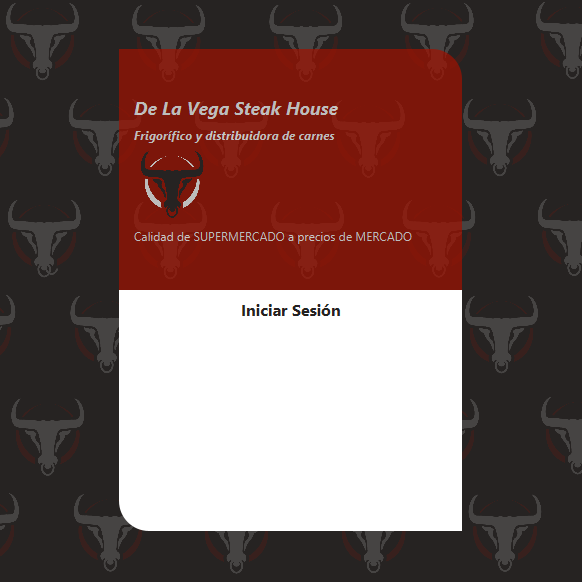 De La Vega Steak House
Frigorífico y distribuidora de carnes
Calidad de SUPERMERCADO a precios de MERCADO
Iniciar Sesión